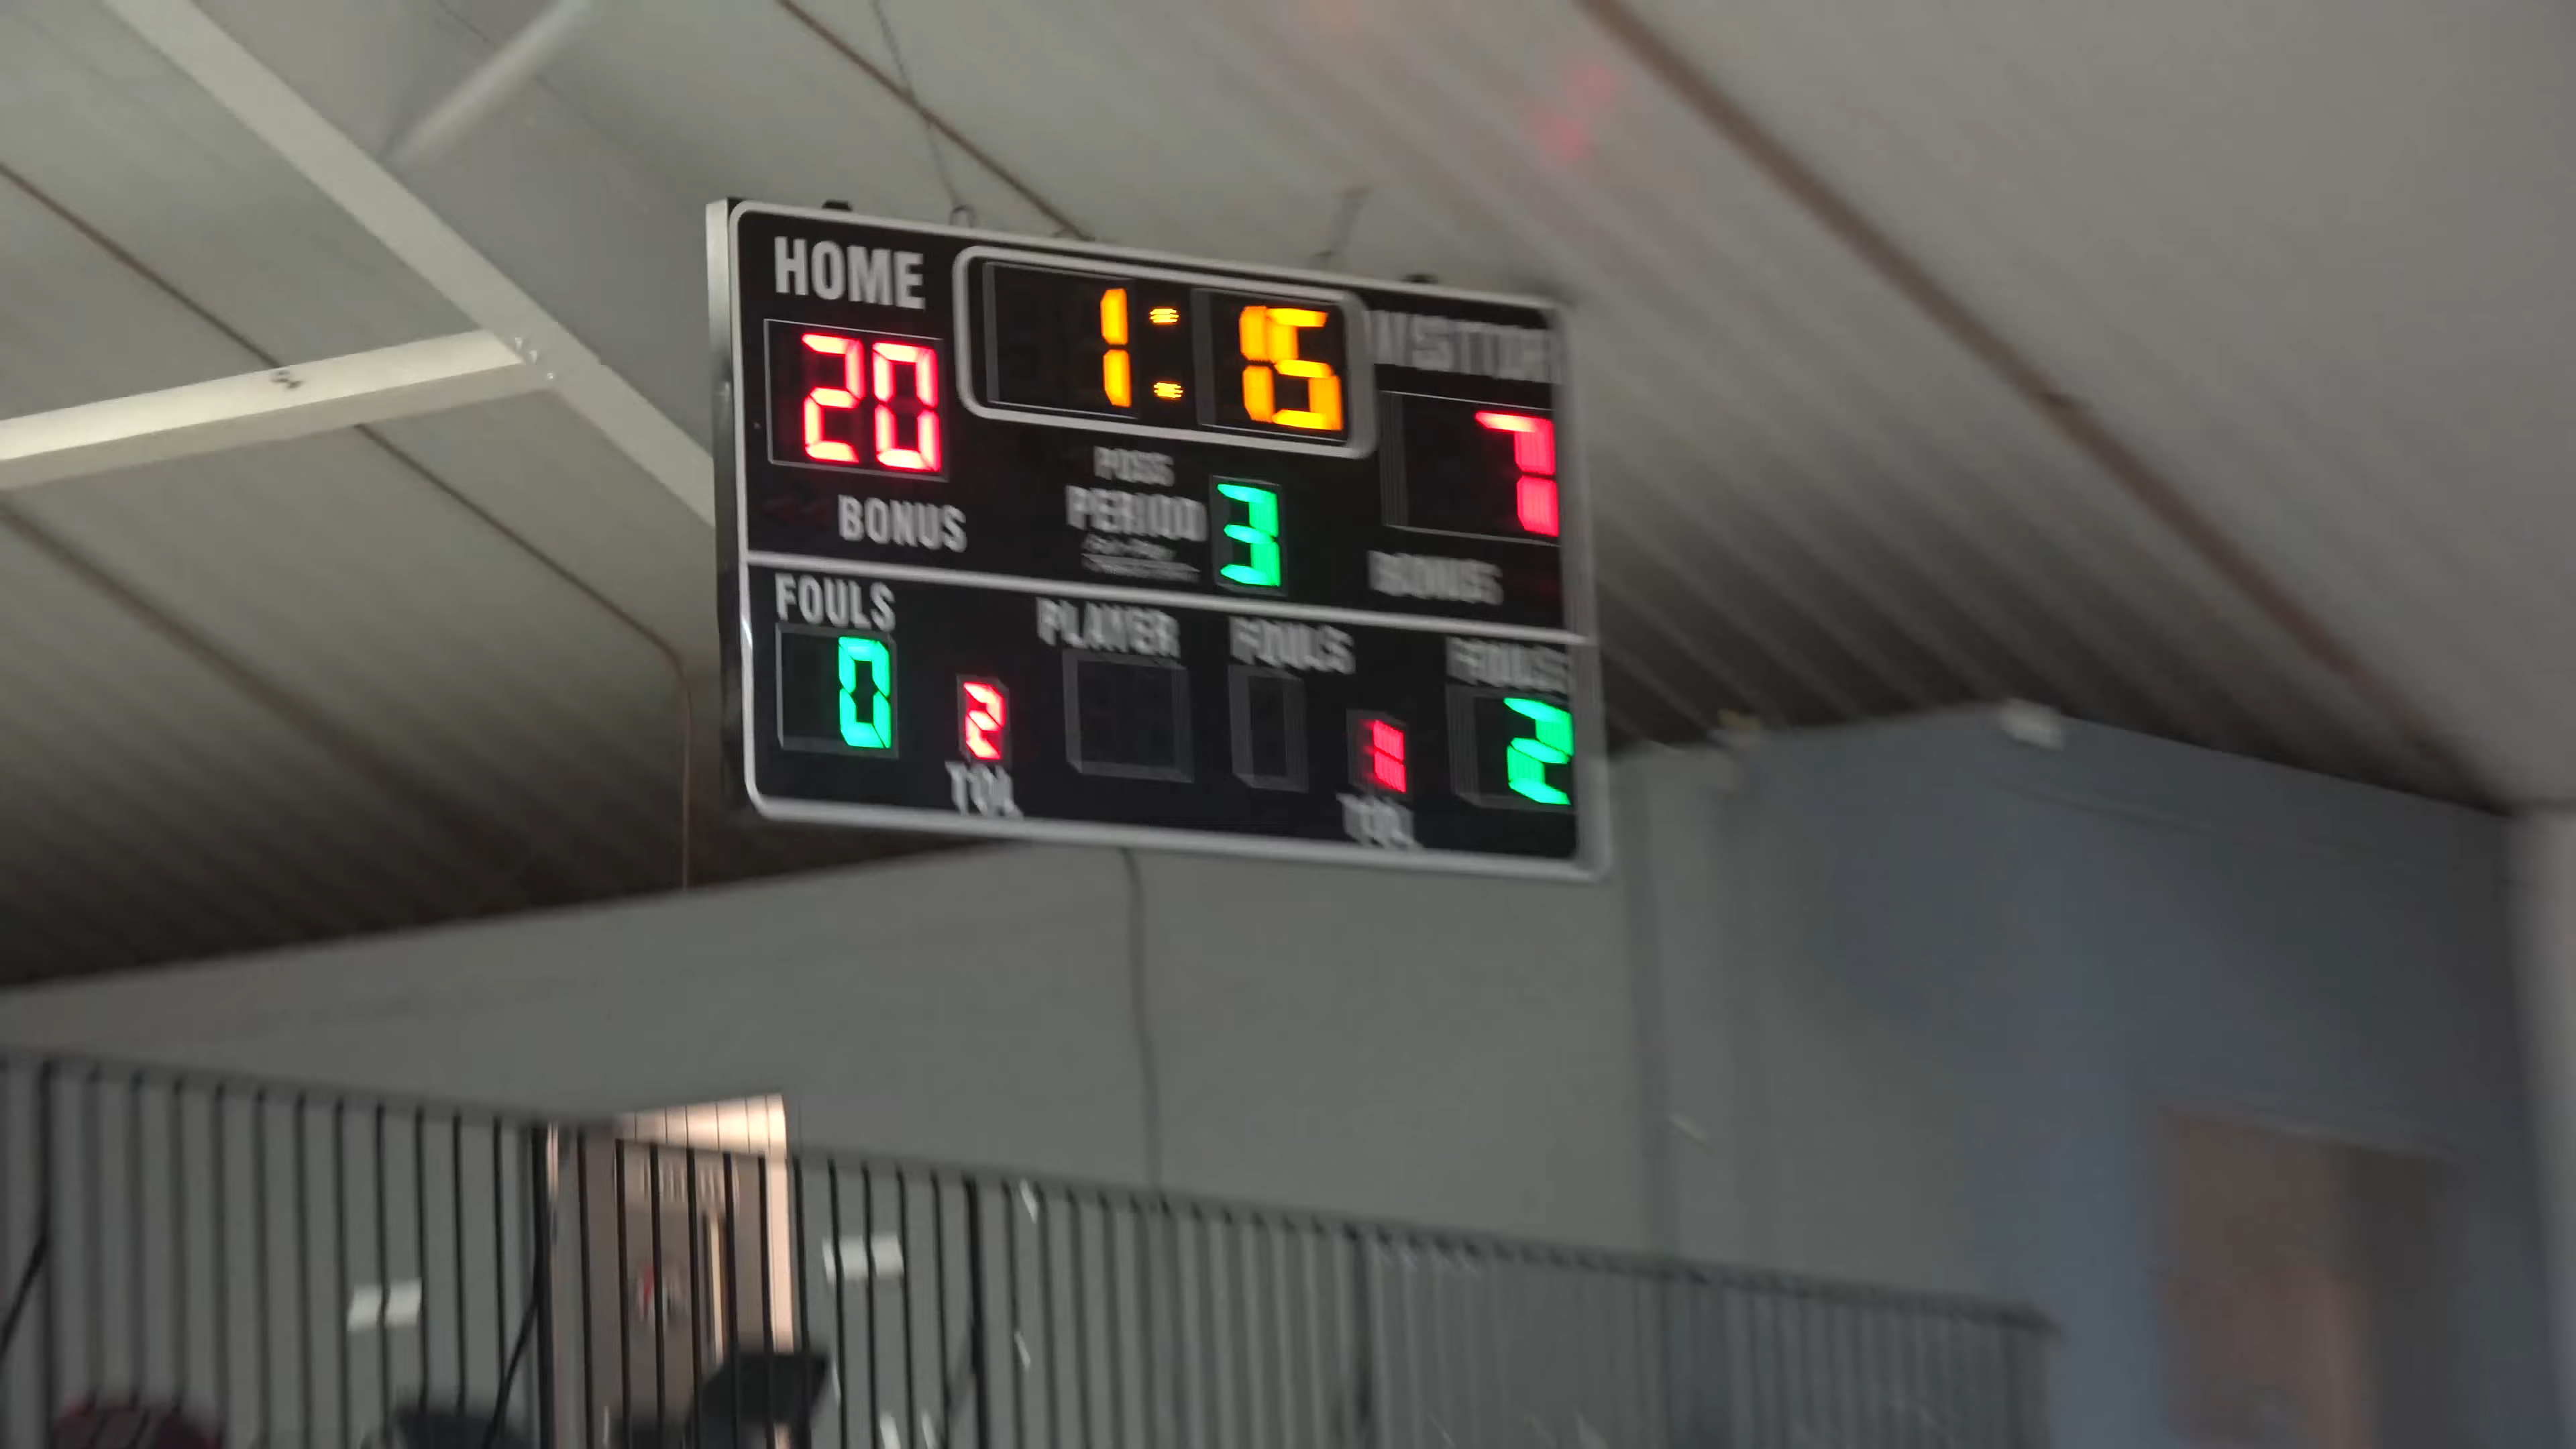 HOME
1:15
VISITOR
20
7
POSS
BONUS
PERIOD 3
BONUS
FOULS
PLAYER FOULS
FOULS
0
2
1
2
TOL
TOL